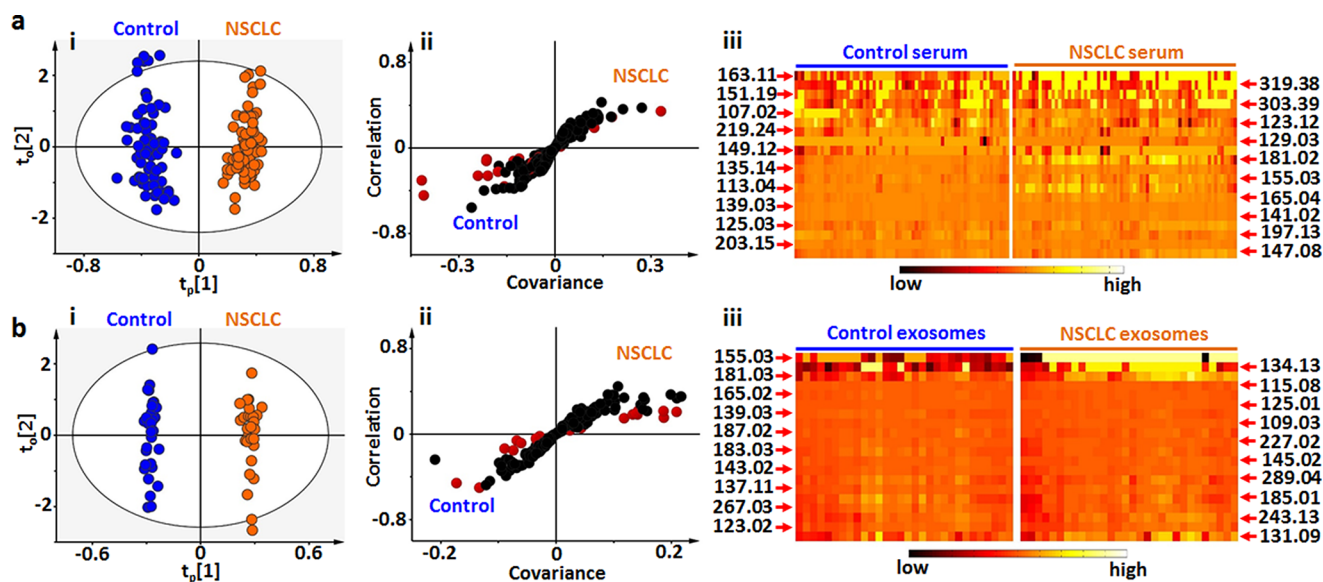 a
i
Control NSCLC
2
0
-2
t₀[2]
-0.8 0 0.8
tₚ[1]
ii
0.8
0
-0.8
Correlation
NSCLC
Control
-0.3 0 0.3
Covariance
iii
Control serum NSCLC serum
163.11
151.19
107.02
219.24
149.12
135.14
113.04
139.03
125.03
203.15
319.38
303.39
123.12
129.03
181.02
155.03
165.04
141.02
197.13
147.08
low high
b
i
Control NSCLC
2
0
-2
t₀[2]
-0.6 0 0.6
tₚ[1]
ii
0.8
0
-0.8
Correlation
NSCLC
Control
-0.2 0 0.2
Covariance
iii
Control exosomes NSCLC exosomes
155.03
181.03
165.02
139.03
187.02
183.03
143.02
137.11
267.03
123.02
134.13
115.08
125.01
109.03
227.02
145.02
289.04
185.01
243.13
131.09
low high